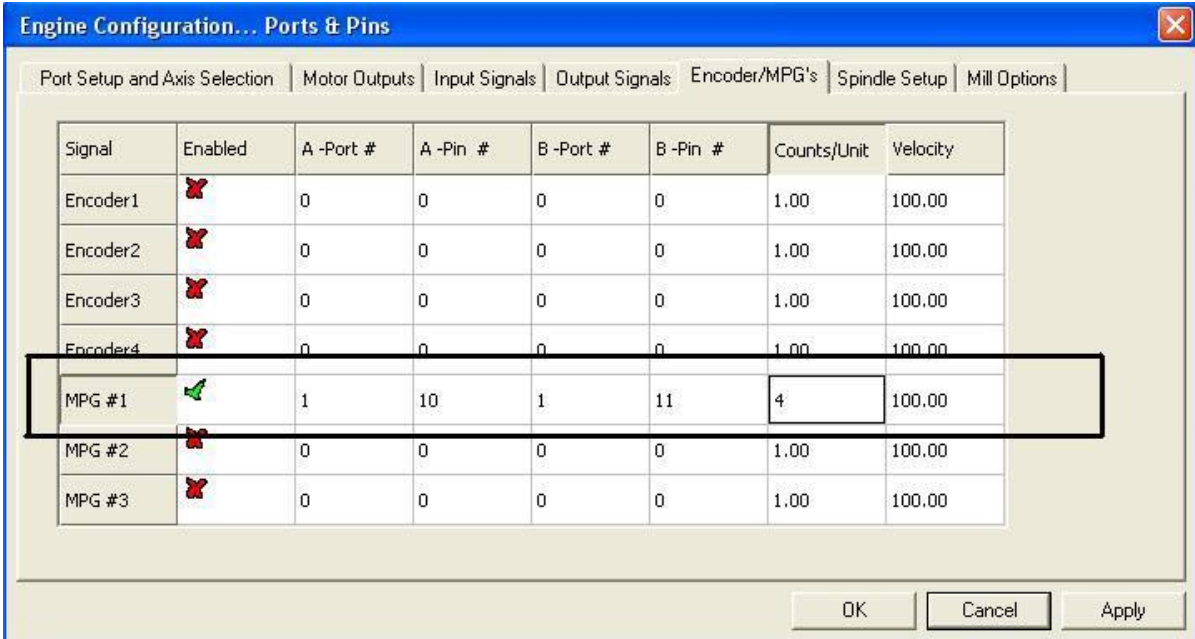 Engine Configuration... Ports & Pins
Port Setup and Axis Selection Motor Outputs Input Signals Output Signals Encoder/MPG's Spindle Setup Mill Options
Signal Enabled A -Port # A -Pin # B -Port # B -Pin # Counts/Unit Velocity
Encoder1 0 0 0 0 1.00 100.00
Encoder2 0 0 0 0 1.00 100.00
Encoder3 0 0 0 0 1.00 100.00
Encoder4 0 0 0 0 1.00 100.00
MPG #1 1 10 1 11 4 100.00
MPG #2 0 0 0 0 1.00 100.00
MPG #3 0 0 0 0 1.00 100.00
OK Cancel Apply